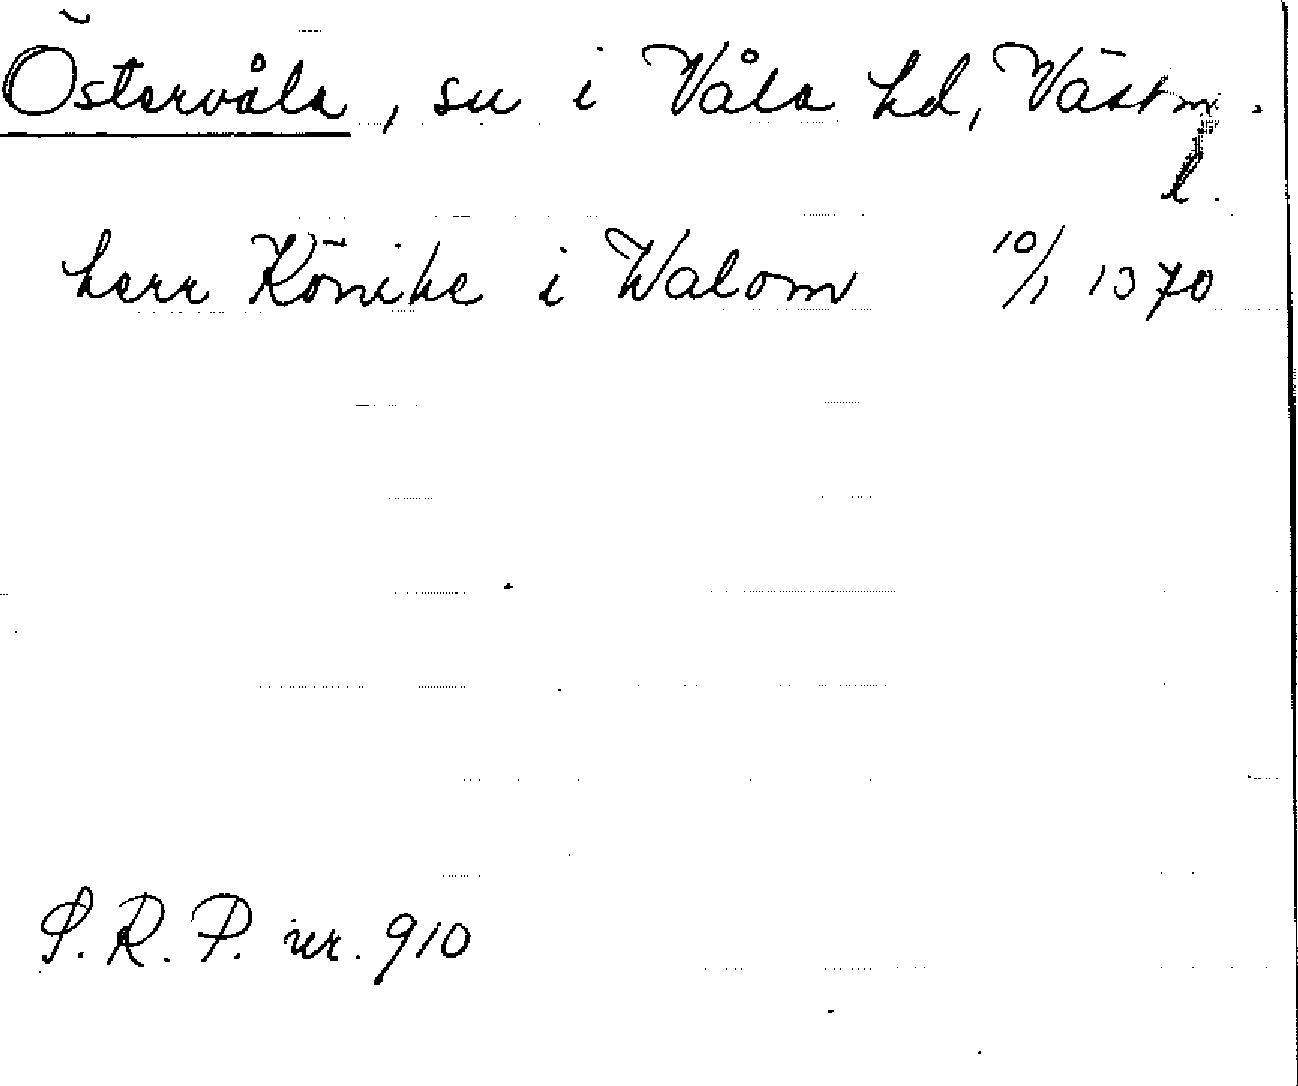 Östervåla, sn i Våla hd, Västm.
l.
herr Könike i Walom 10/1 1370
S.R.P. nr. 910